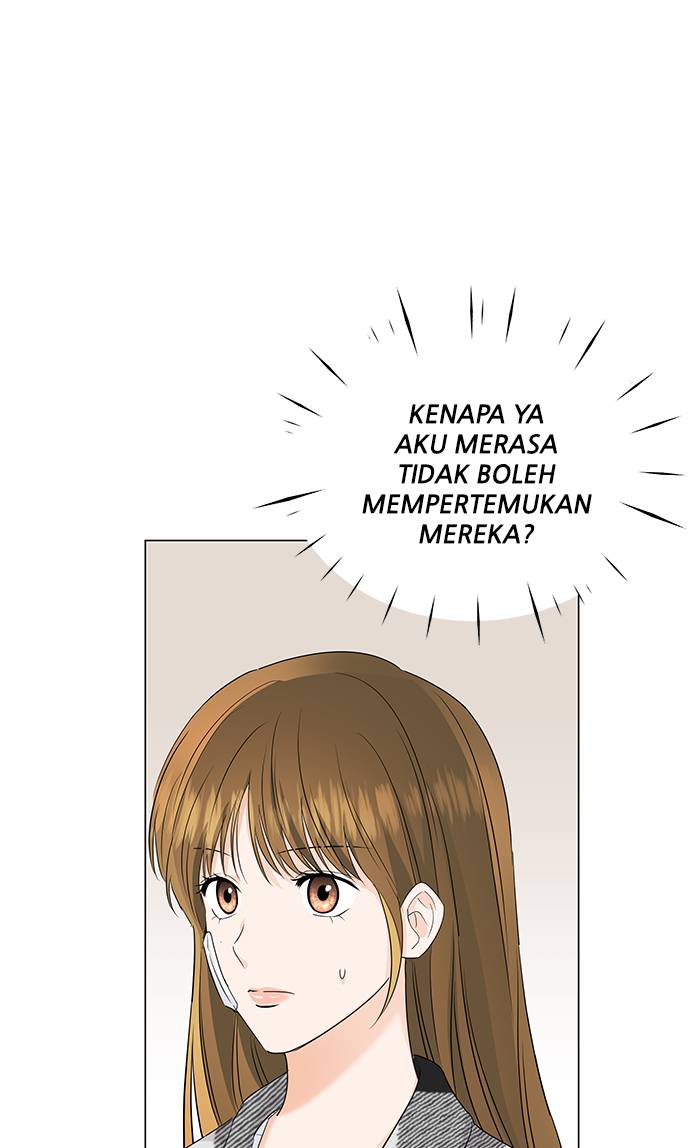 KENAPA YA
AKU MERASA
TIDAK BOLEH
MEMPERTEMUKAN
MEREKA?